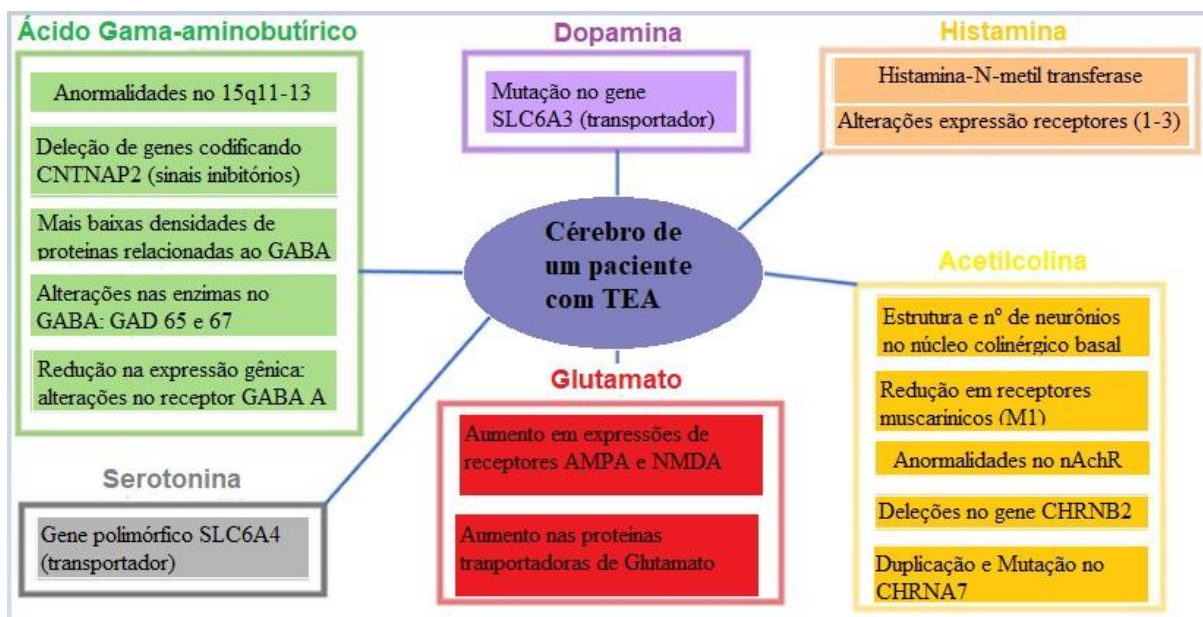 Ácido Gama-aminobutírico
Anormalidades no 15q11-13
Deleção de genes codificando
CNTNAP2 (sinais inibitórios)
Mais baixas densidades de
proteínas relacionadas ao GABA
Alterações nas enzimas no
GABA: GAD 65 e 67
Redução na expressão gênica:
alterações no receptor GABA A
Dopamina
Mutação no gene
SLC6A3 (transportador)
Histamina
Histamina-N-metil transferase
Alterações expressão receptores (1-3)
Cérebro de
um paciente
com TEA
Acetilcolina
Estrutura e nº de neurônios
no núcleo colinérgico basal
Redução em receptores
muscarínicos (M1)
Anormalidades no nAchR
Deleções no gene CHRNB2
Duplicação e Mutação no
CHRNA7
Glutamato
Aumento em expressões de
receptores AMPA e NMDA
Aumento nas proteínas
tranportadoras de Glutamato
Serotonina
Gene polimórfico SLC6A4
(transportador)